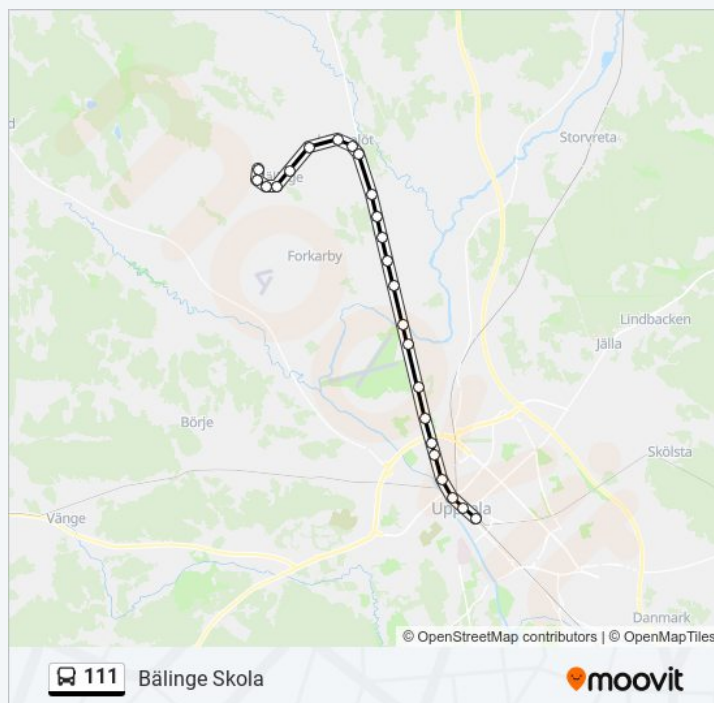 Storvreta
Forkarby
Lindbacken
Jälla
Börje
Skölsta
Vänge
Danmark
© OpenStreetMap contributors | © OpenMapTiles
111 Bälinge Skola
moovit